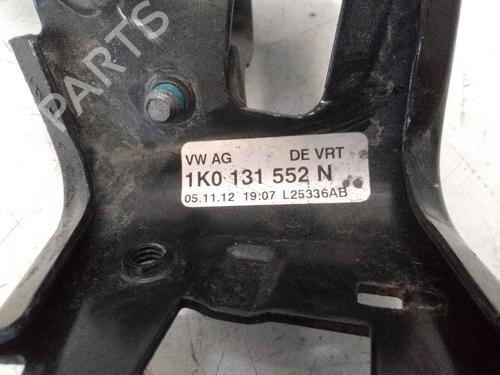 B PARTS
VW AG DE VRT
1K0 131 552 N
05.11.12 19:07 L25336AB